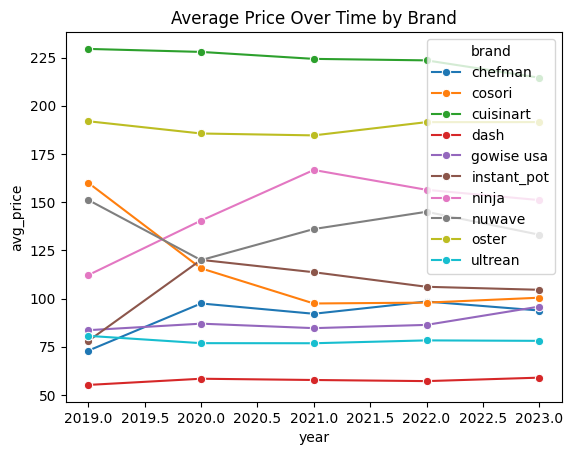 Average Price Over Time by Brand
avg_price
225
200
175
150
125
100
75
50
brand
chefman
cosori
cuisinart
dash
gowise usa
instant_pot
ninja
nuwave
oster
ultrean
2019.0 2019.5 2020.0 2020.5 2021.0 2021.5 2022.0 2022.5 2023.0
year